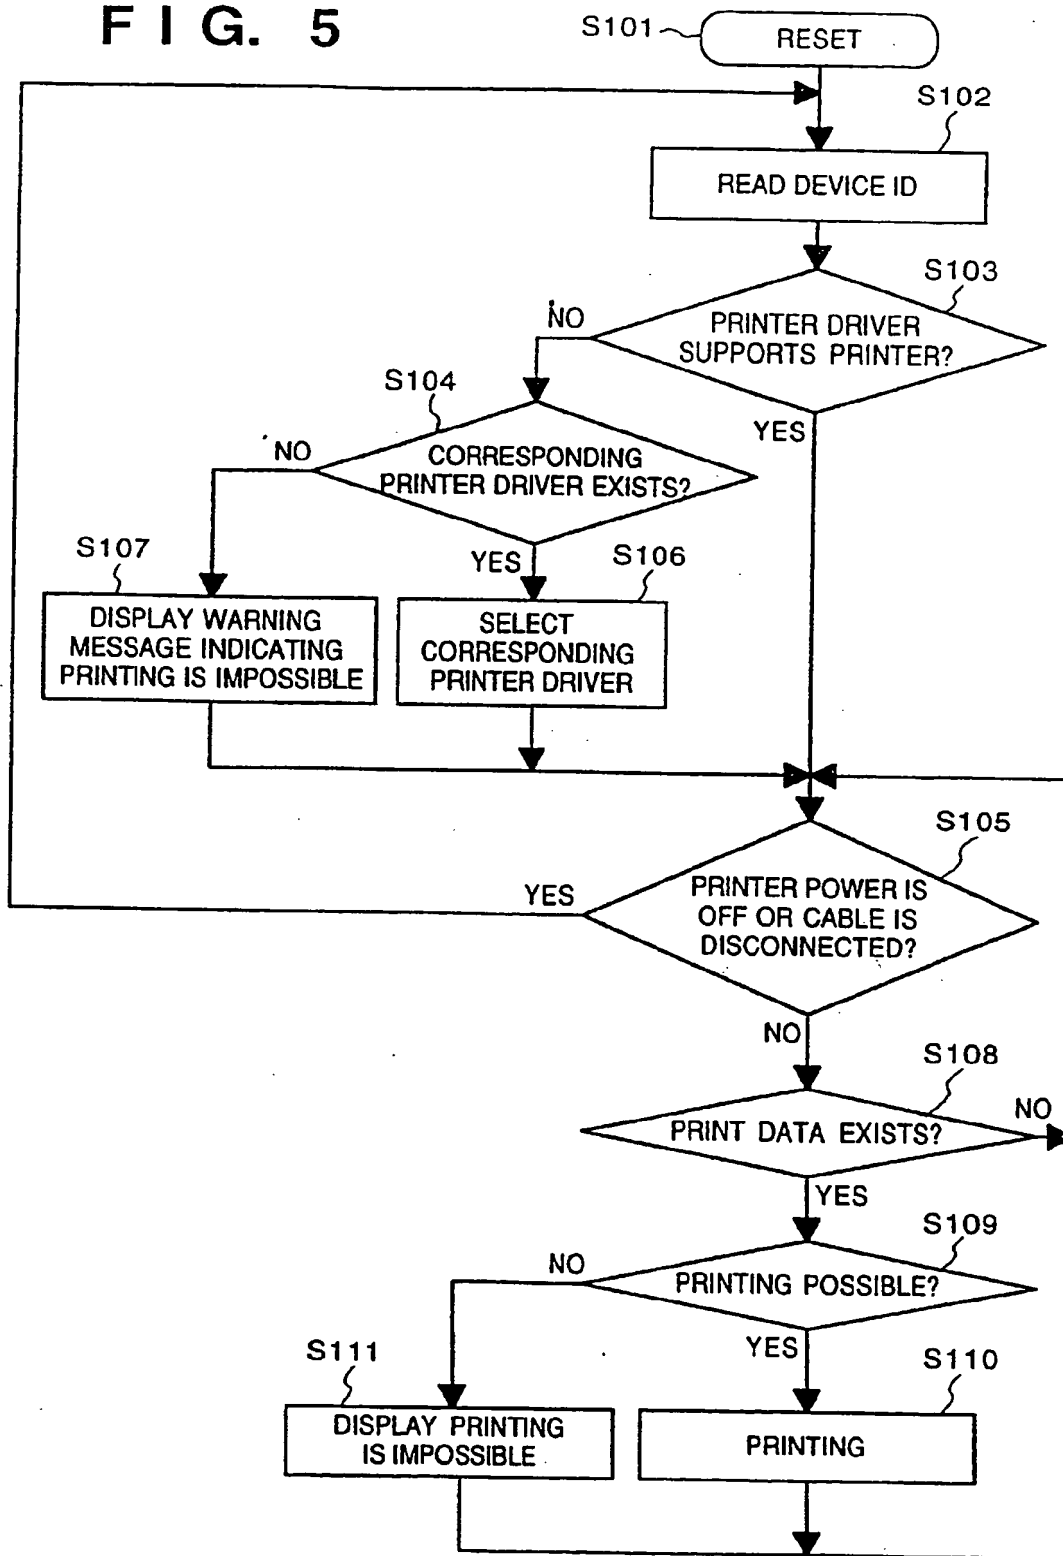 FIG. 5
S101
RESET
S102
READ DEVICE ID
S103
PRINTER DRIVER
SUPPORTS PRINTER?
NO
YES
S104
CORRESPONDING
PRINTER DRIVER EXISTS?
NO
YES
S107
DISPLAY WARNING
MESSAGE INDICATING
PRINTING IS IMPOSSIBLE
S106
SELECT
CORRESPONDING
PRINTER DRIVER
S105
PRINTER POWER IS
OFF OR CABLE IS
DISCONNECTED?
YES
NO
S108
PRINT DATA EXISTS?
NO
YES
S109
PRINTING POSSIBLE?
NO
YES
S111
DISPLAY PRINTING
IS IMPOSSIBLE
S110
PRINTING